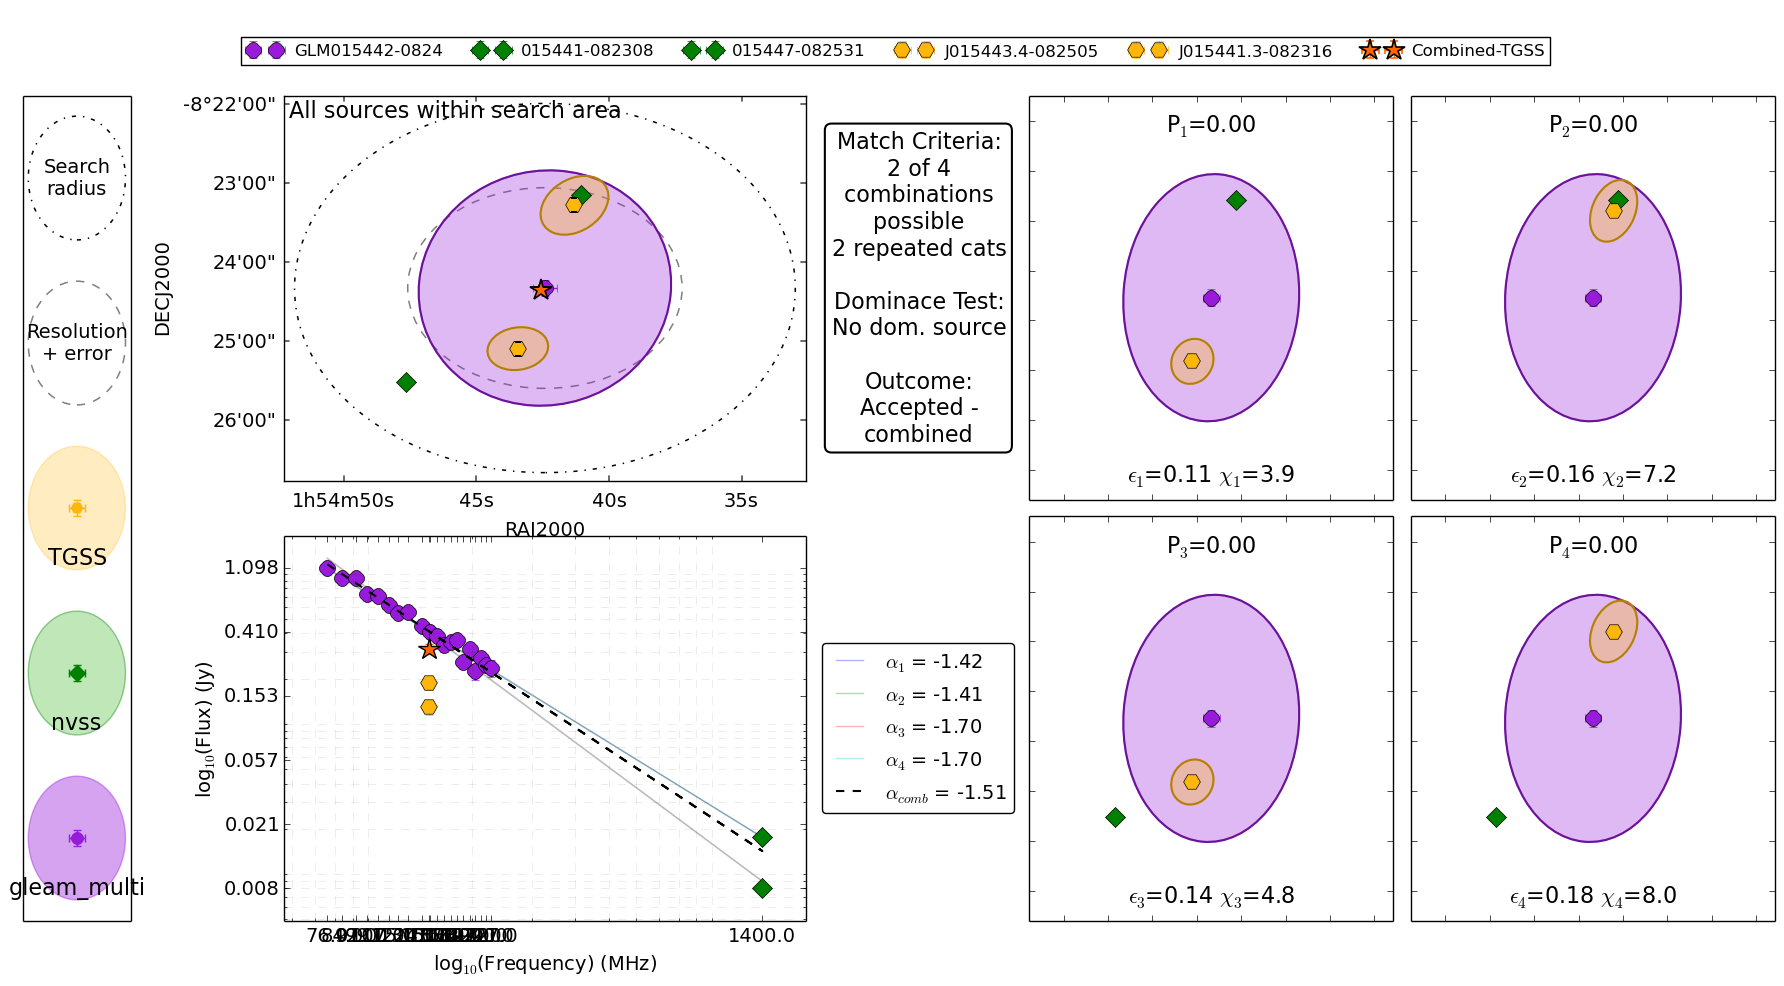 GLM015442-0824 015441-082308 015447-082531 J015443.4-082505 J015441.3-082316 Combined-TGSS
Search
radius
Resolution
+ error
TGSS
nvss
gleam_multi
All sources within search area
-8°22'00"
23'00"
24'00"
25'00"
26'00"
DECJ2000
1h54m50s 45s 40s 35s
RAJ2000
Match Criteria:
2 of 4
combinations
possible
2 repeated cats
Dominace Test:
No dom. source
Outcome:
Accepted -
combined
P1=0.00
ϵ1=0.11 χ1=3.9
P2=0.00
ϵ2=0.16 χ2=7.2
P3=0.00
ϵ3=0.14 χ3=4.8
P4=0.00
ϵ4=0.18 χ4=8.0
1.098
0.410
0.153
0.057
0.021
0.008
log10(Flux) (Jy)
1400.0
log10(Frequency) (MHz)
α1 = -1.42
α2 = -1.41
α3 = -1.70
α4 = -1.70
αcomb = -1.51